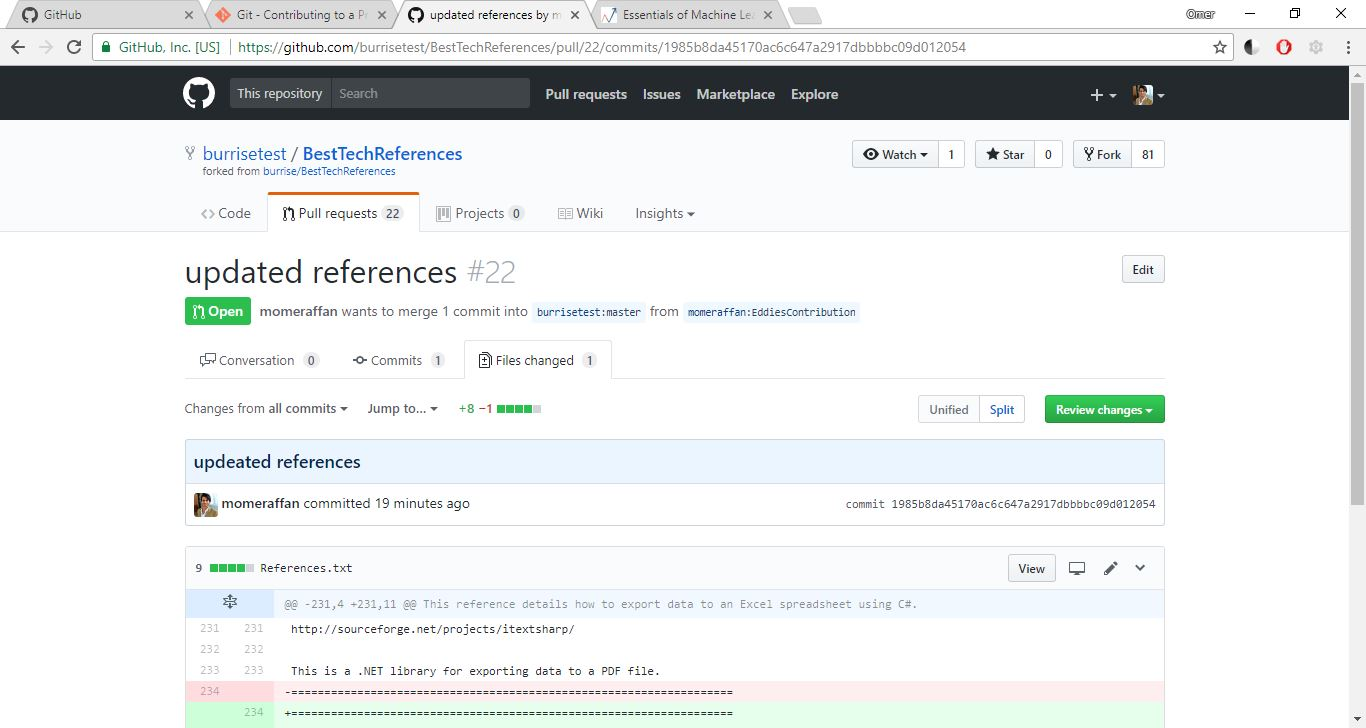 GitHub
Git - Contributing to a P
updated references by m
Essentials of Machine Le
Omer
GitHub, Inc. [US] https://github.com/burrisetest/BestTechReferences/pull/22/commits/1985b8da45170ac6c647a2917dbbbbc09d012054
This repository Search Pull requests Issues Marketplace Explore
burrisetest / BestTechReferences
Watch 1 Star 0 Fork 81
forked from burrise/BestTechReferences
Code Pull requests 22 Projects 0 Wiki Insights
updated references #22
Edit
Open momeraffan wants to merge 1 commit into burrisetest:master from momeraffan:EddiesContribution
Conversation 0 Commits 1 Files changed 1
Changes from all commits Jump to... +8 −1 Unified Split Review changes
updeated references
momeraffan committed 19 minutes ago commit 1985b8da45170ac6c647a2917dbbbbc09d012054
9 References.txt View
@@ -231,4 +231,11 @@ This reference details how to export data to an Excel spreadsheet using C#.
231 231 http://sourceforge.net/projects/itextsharp/
232 232
233 233 This is a .NET library for exporting data to a PDF file.
234 -===================================================================
234 +===================================================================